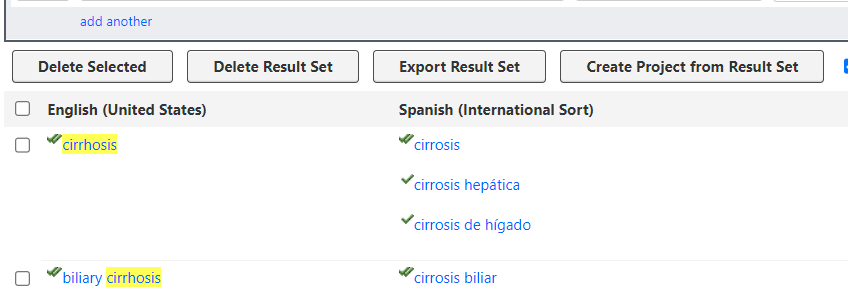 add another
Delete Selected Delete Result Set Export Result Set Create Project from Result Set
English (United States) Spanish (International Sort)
cirrhosis cirrosis
cirrosis hepática
cirrosis de hígado
biliary cirrhosis cirrosis biliar